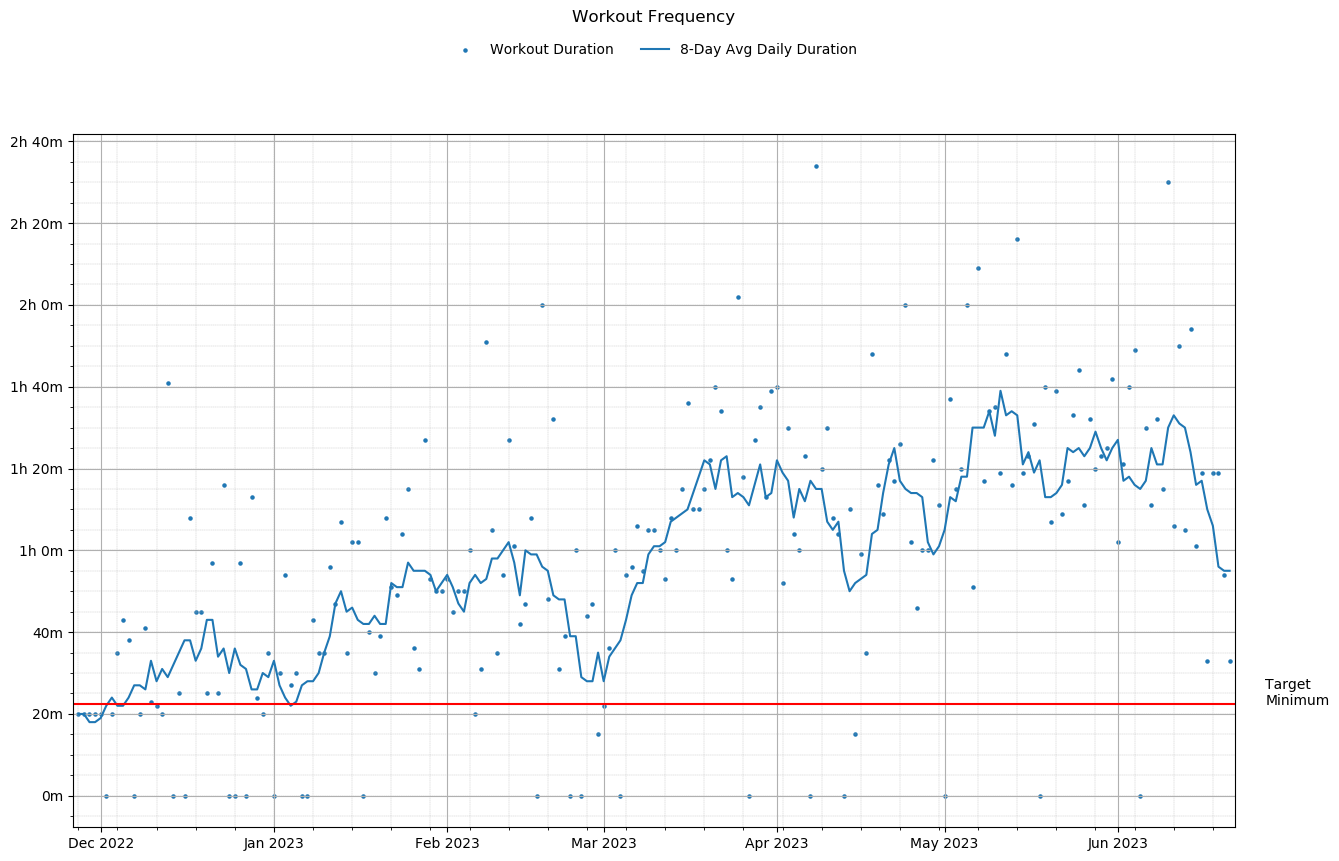 Workout Frequency
Workout Duration
8-Day Avg Daily Duration
2h 40m
2h 20m
2h 0m
1h 40m
1h 20m
1h 0m
40m
20m
0m
Target
Minimum
Dec 2022
Jan 2023
Feb 2023
Mar 2023
Apr 2023
May 2023
Jun 2023